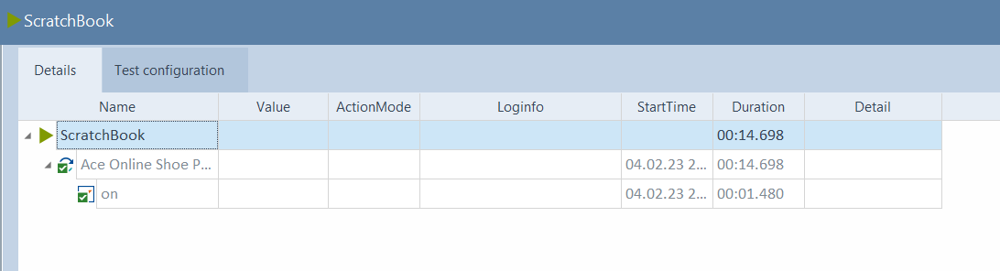 ScratchBook
Details Test configuration
Name Value ActionMode Loginfo StartTime Duration Detail
ScratchBook 00:14.698
Ace Online Shoe P... 04.02.23 2... 00:14.698
on 04.02.23 2... 00:01.480